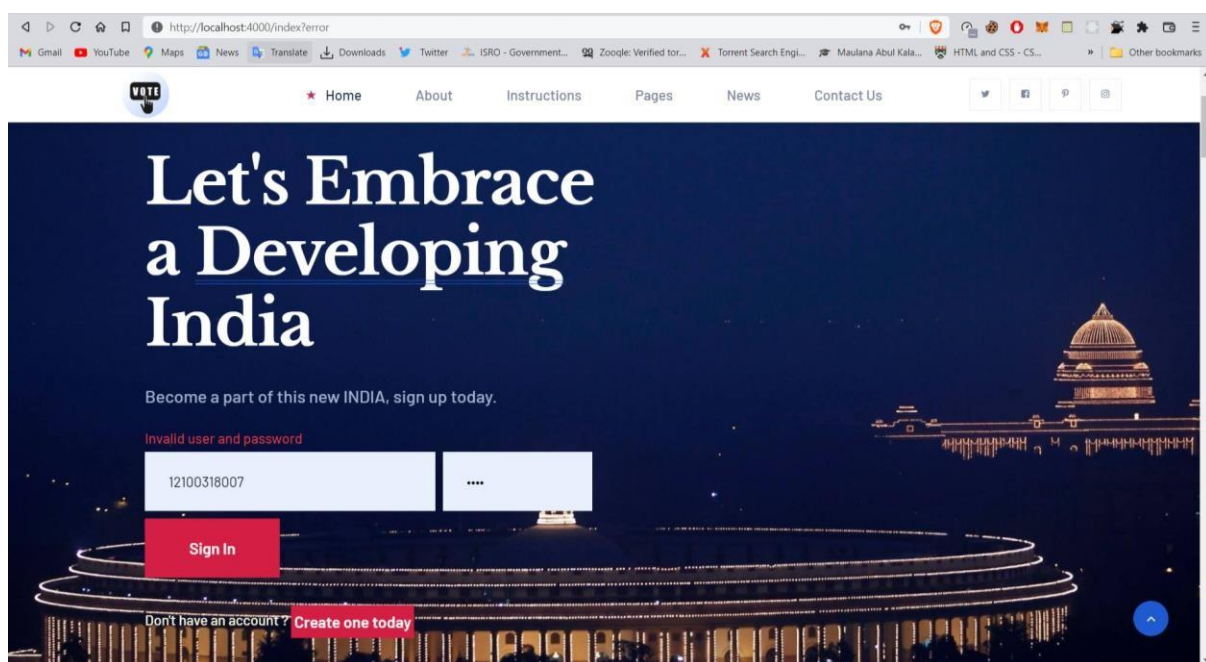 http://localhost:4000/index?error
Gmail YouTube Maps News Translate Downloads Twitter ISRO - Government... Zooqle: Verified tor... Torrent Search Engi... Maulana Abul Kala... HTML and CSS - CS... » Other bookmarks
VOTE
Home About Instructions Pages News Contact Us
Let's Embrace
a Developing
India
Become a part of this new INDIA, sign up today.
Invalid user and password
12100318007 ••••
Sign In
Don't have an account ? Create one today